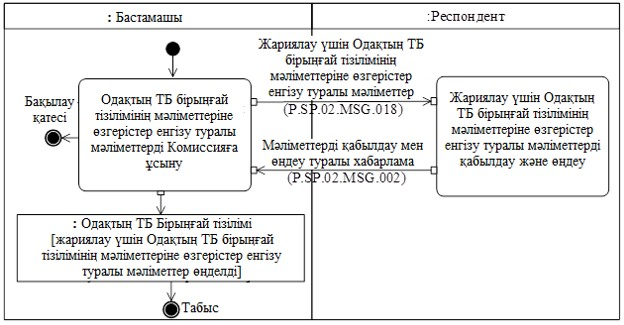 : Бастамашы
:Респондент
Жариялау үшін Одақтың ТБ
бірыңғай тізілімінің
мәліметтеріне өзгерістер
енгізу туралы мәліметтер
(P.SP.02.MSG.018)
Бақылау
қатесі
Одақтың ТБ бірыңғай
тізілімінің мәліметтеріне
өзгерістер енгізу туралы
мәліметтерді Комиссияға
ұсыну
Жариялау үшін Одақтың
ТБ бірыңғай тізілімінің
мәліметтеріне өзгерістер
енгізу туралы мәліметтерді
қабылдау және өңдеу
Мәліметтерді қабылдау мен
өңдеу туралы хабарлама
(P.SP.02.MSG.002)
: Одақтың ТБ Бірыңғай тізілімі
[жариялау үшін Одақтың ТБ бірыңғай
тізілімінің мәліметтеріне өзгерістер енгізу
туралы мәліметтер өңделді]
Табыс